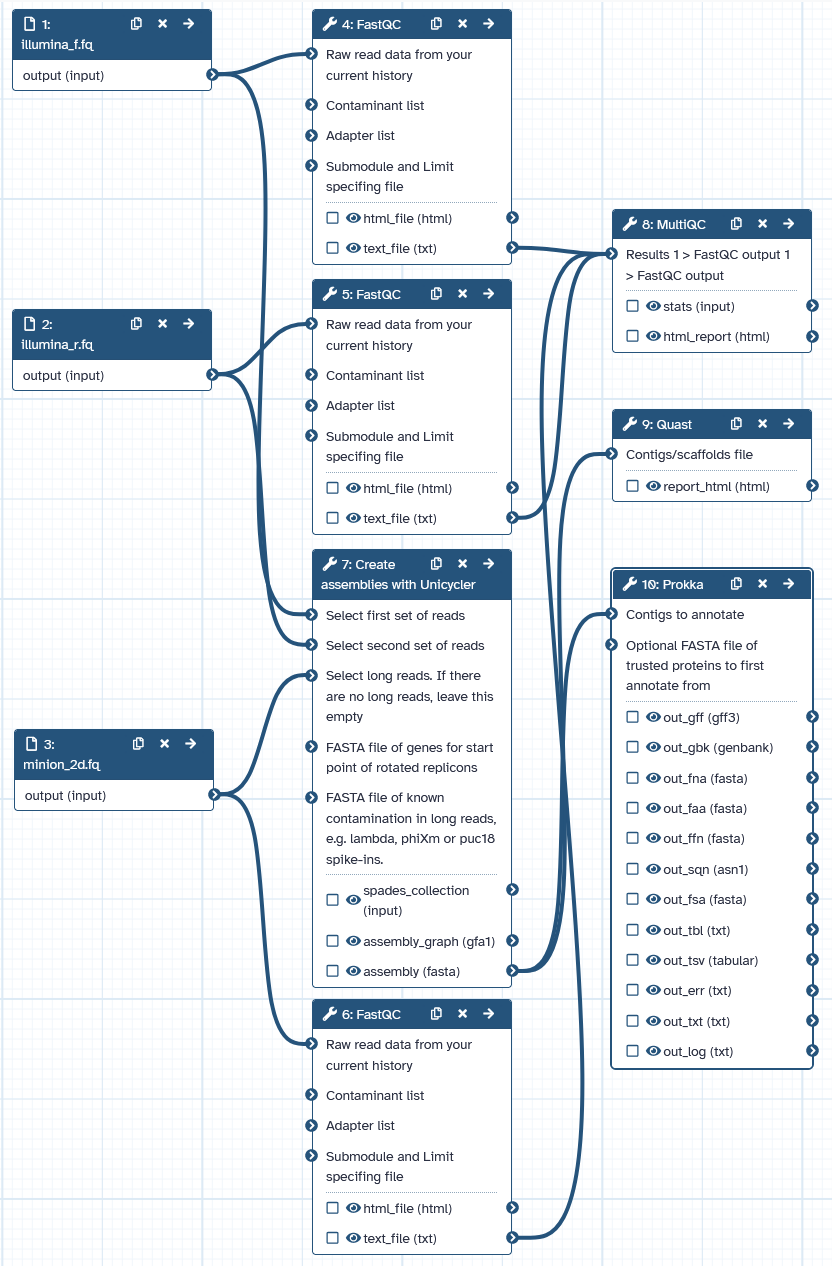 1:
illumina_f.fq
output (input)
2:
illumina_r.fq
output (input)
3:
minion_2d.fq
output (input)
4: FastQC
Raw read data from your
current history
Contaminant list
Adapter list
Submodule and Limit
specifing file
html_file (html)
text_file (txt)
5: FastQC
Raw read data from your
current history
Contaminant list
Adapter list
Submodule and Limit
specifing file
html_file (html)
text_file (txt)
7: Create
assemblies with Unicycler
Select first set of reads
Select second set of reads
Select long reads. If there
are no long reads, leave this
empty
FASTA file of genes for start
point of rotated replicons
FASTA file of known
contamination in long reads,
e.g. lambda, phiXm or puc18
spike-ins.
spades_collection
(input)
assembly_graph (gfa1)
assembly (fasta)
6: FastQC
Raw read data from your
current history
Contaminant list
Adapter list
Submodule and Limit
specifing file
html_file (html)
text_file (txt)
8: MultiQC
Results 1 > FastQC output 1
> FastQC output
stats (input)
html_report (html)
9: Quast
Contigs/scaffolds file
report_html (html)
10: Prokka
Contigs to annotate
Optional FASTA file of
trusted proteins to first
annotate from
out_gff (gff3)
out_gbk (genbank)
out_fna (fasta)
out_faa (fasta)
out_ffn (fasta)
out_sqn (asn1)
out_fsa (fasta)
out_tbl (txt)
out_tsv (tabular)
out_err (txt)
out_txt (txt)
out_log (txt)